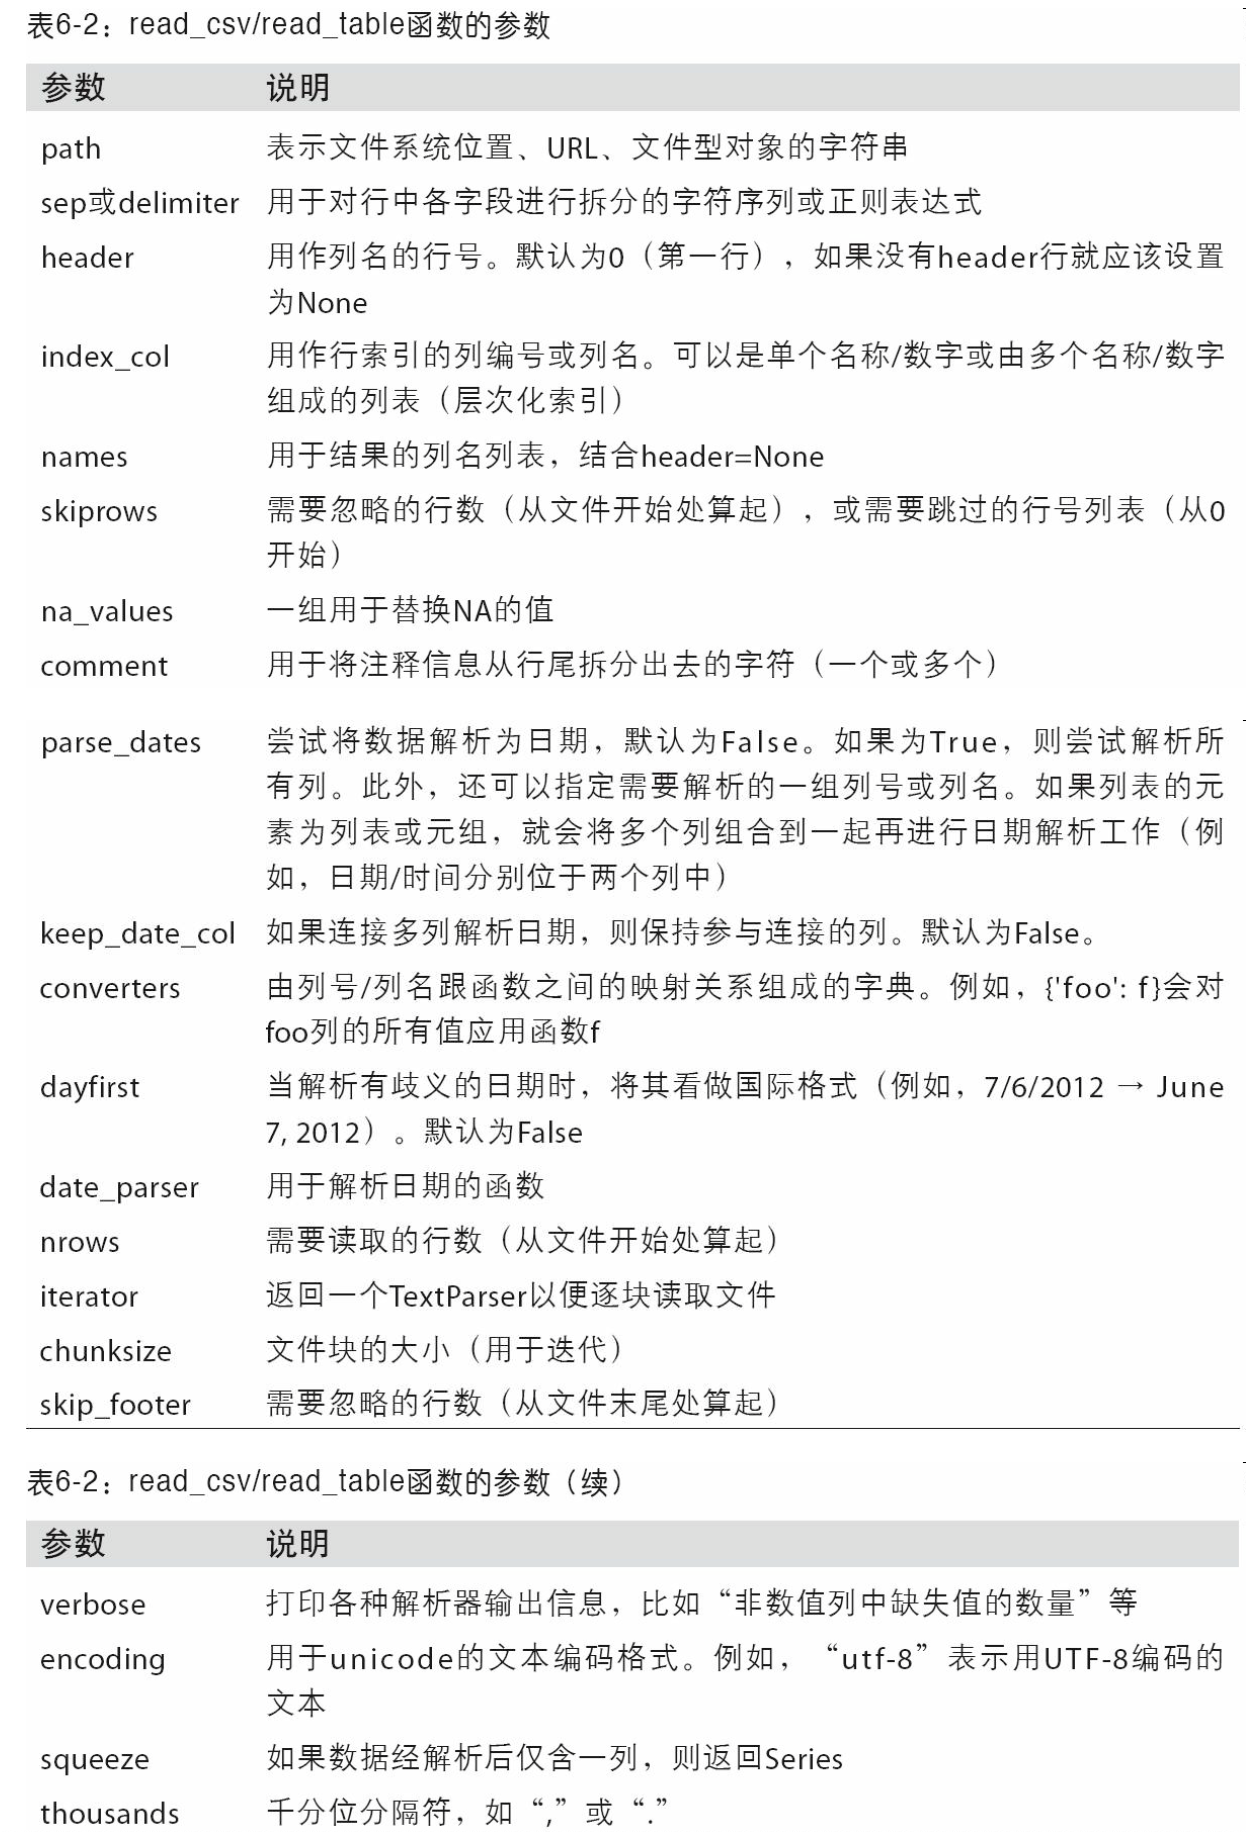 表6-2：read_csv/read_table函数的参数
参数 说明
path 表示文件系统位置、URL、文件型对象的字符串
sep或delimiter 用于对行中各字段进行拆分的字符序列或正则表达式
header 用作列名的行号。默认为0（第一行），如果没有header行就应该设置
为None
index_col 用作行索引的列编号或列名。可以是单个名称/数字或由多个名称/数字
组成的列表（层次化索引）
names 用于结果的列名列表，结合header=None
skiprows 需要忽略的行数（从文件开始处算起），或需要跳过的行号列表（从0
开始）
na_values 一组用于替换NA的值
comment 用于将注释信息从行尾拆分出去的字符（一个或多个）
parse_dates 尝试将数据解析为日期，默认为False。如果为True，则尝试解析所
有列。此外，还可以指定需要解析的一组列号或列名。如果列表的元
素为列表或元组，就会将多个列组合到一起再进行日期解析工作（例
如，日期/时间分别位于两个列中）
keep_date_col 如果连接多列解析日期，则保持参与连接的列。默认为False。
converters 由列号/列名跟函数之间的映射关系组成的字典。例如，{'foo': f}会对
foo列的所有值应用函数f
dayfirst 当解析有歧义的日期时，将其看做国际格式（例如，7/6/2012 → June
7, 2012）。默认为False
date_parser 用于解析日期的函数
nrows 需要读取的行数（从文件开始处算起）
iterator 返回一个TextParser以便逐块读取文件
chunksize 文件块的大小（用于迭代）
skip_footer 需要忽略的行数（从文件末尾处算起）
表6-2：read_csv/read_table函数的参数（续）
参数 说明
verbose 打印各种解析器输出信息，比如“非数值列中缺失值的数量”等
encoding 用于unicode的文本编码格式。例如，“utf-8”表示用UTF-8编码的
文本
squeeze 如果数据经解析后仅含一列，则返回Series
thousands 千分位分隔符，如“,”或“.”